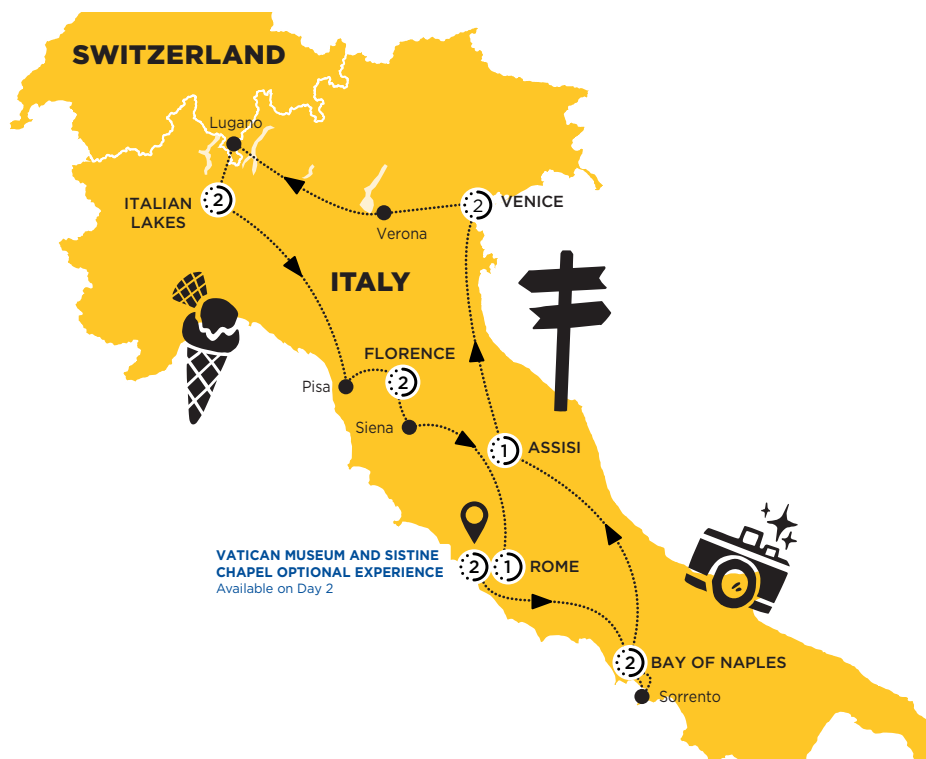 SWITZERLAND
Lugano
2
ITALIAN
LAKES
2
VENICE
Verona
ITALY
FLORENCE
2
Pisa
Siena
1
ASSISI
VATICAN MUSEUM AND SISTINE
CHAPEL OPTIONAL EXPERIENCE
Available on Day 2
2
1
ROME
2
BAY OF NAPLES
Sorrento